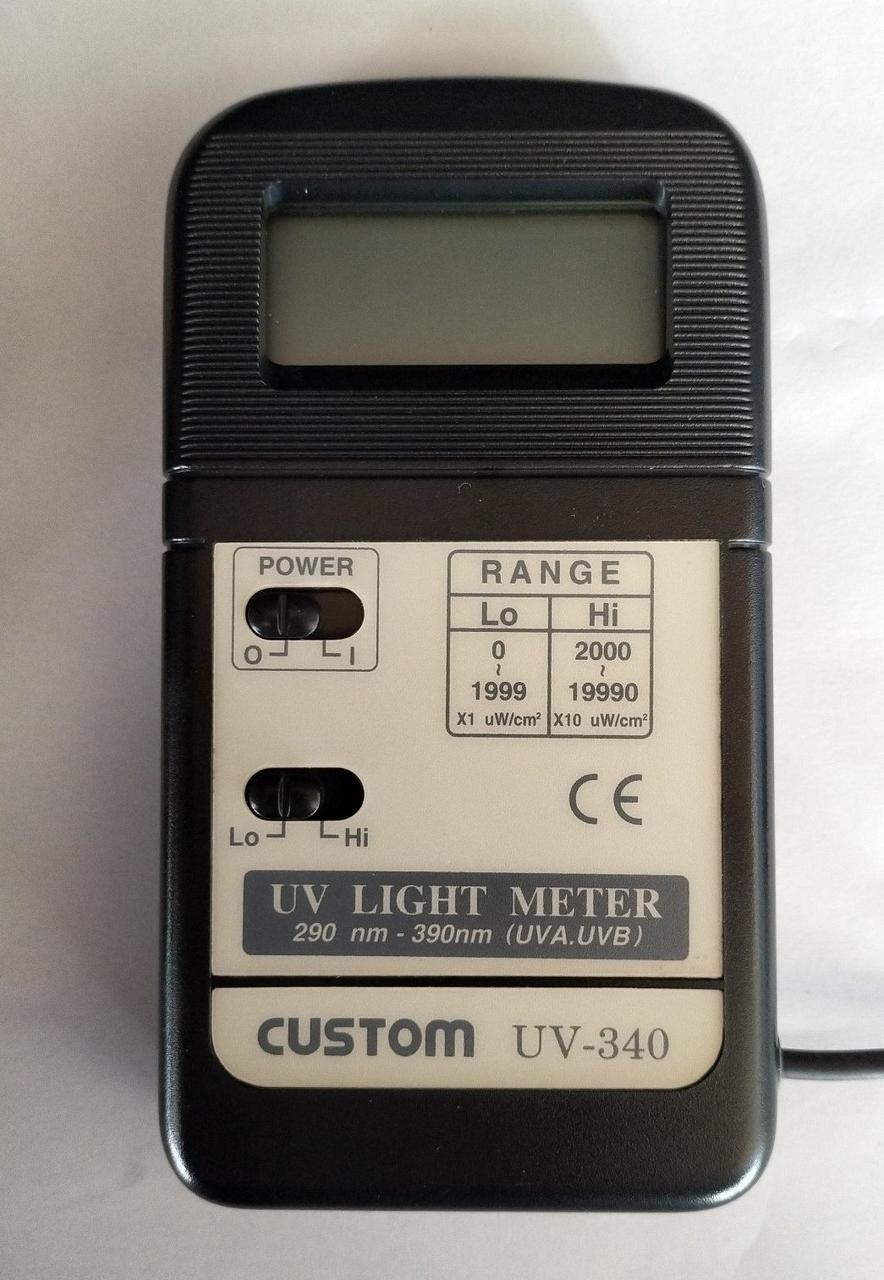 POWER
O I
RANGE
Lo Hi
0 2000
~ ~
1999 19990
X1 uW/cm² X10 uW/cm²
Lo Hi
CE
UV LIGHT METER
290 nm - 390nm (UVA.UVB)
CUSTOM UV-340